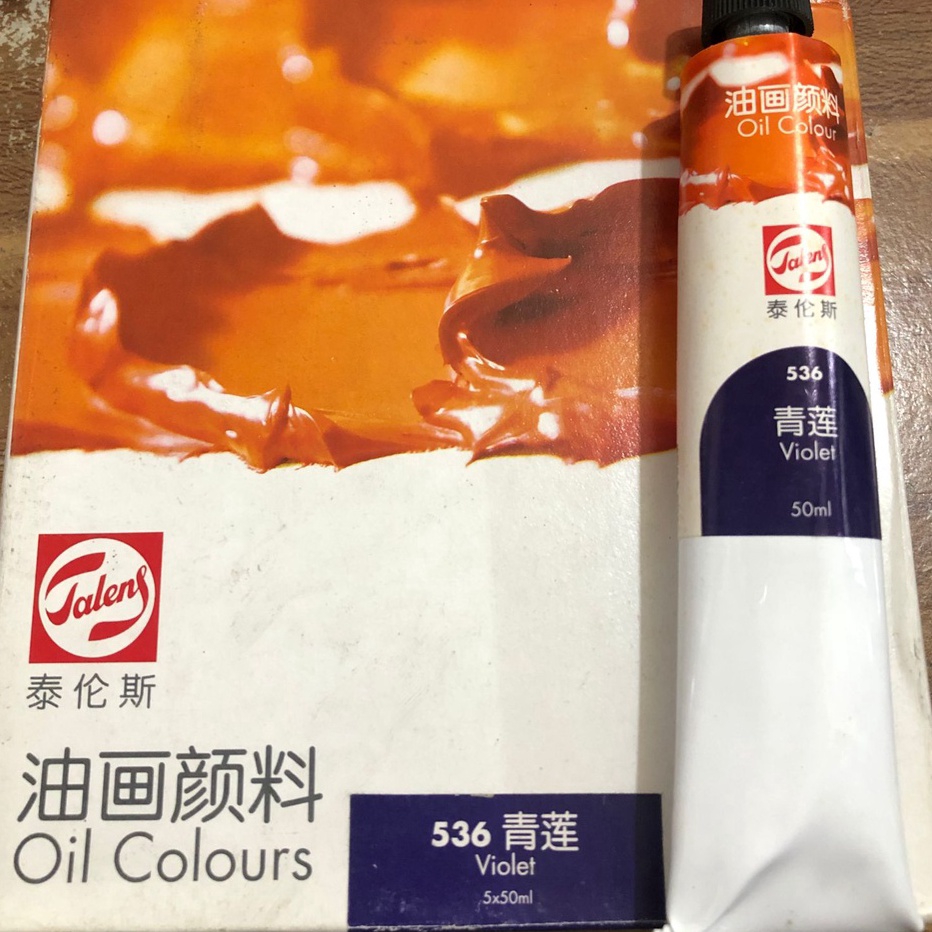 油画颜料
Oil Colour
Talens
泰伦斯
536
青莲
Violet
50ml
Talens
泰伦斯
油画颜料
Oil Colours
536 青莲
Violet
5x50ml